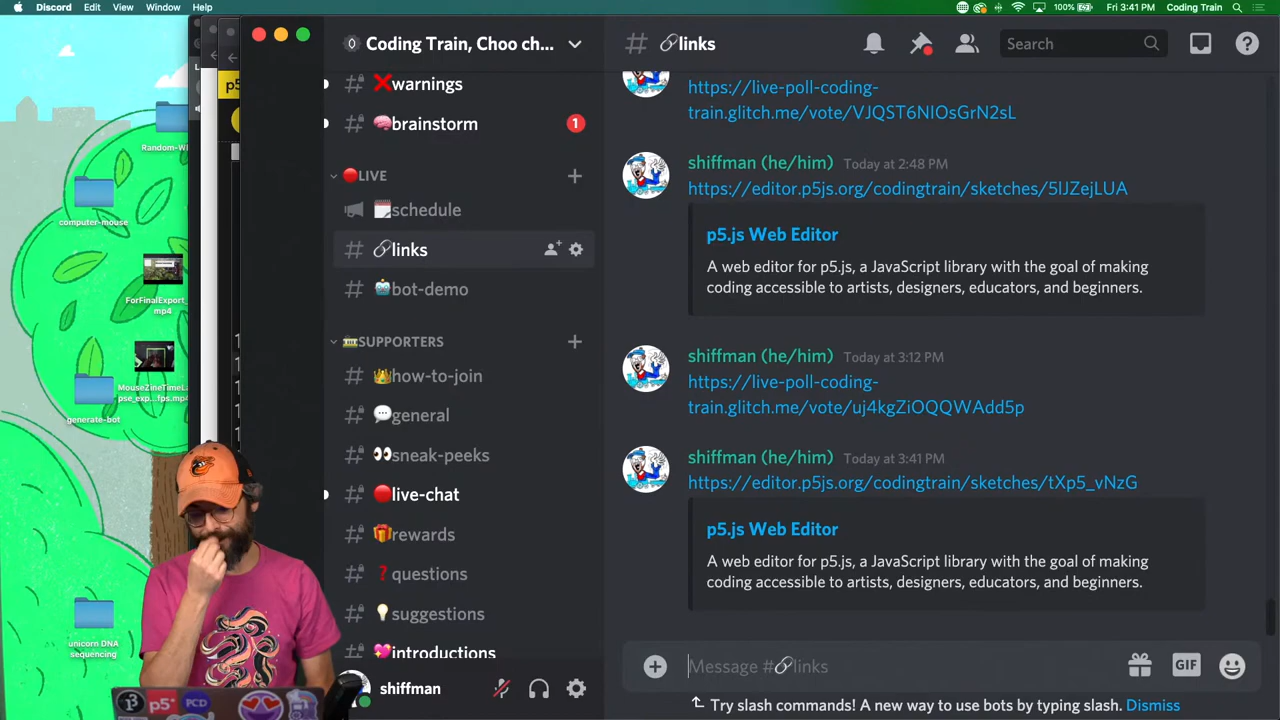 Discord Edit View Window Help
100% Fri 3:41 PM Coding Train
Random-W
computer-mouse
ForFinalExport_
mp4
MouseZineTimeLa
pse_exp...fps.mp4
generate-bot
unicorn DNA
sequencing
p5
Coding Train, Choo ch...
# ❌warnings
# 🧠brainstorm 1
🔴LIVE +
🗓schedule
# 🔗links
# 🤖bot-demo
🚃SUPPORTERS +
# 👑how-to-join
# 💬general
# 👀sneak-peeks
# 🔴live-chat
# 🎁rewards
# ❓questions
# 💡suggestions
# 💓introductions
shiffman
# 🔗links
Search
https://live-poll-coding-
train.glitch.me/vote/VJQST6NIOsGrN2sL
shiffman (he/him) Today at 2:48 PM
https://editor.p5js.org/codingtrain/sketches/5IJZejLUA
p5.js Web Editor
A web editor for p5.js, a JavaScript library with the goal of making
coding accessible to artists, designers, educators, and beginners.
shiffman (he/him) Today at 3:12 PM
https://live-poll-coding-
train.glitch.me/vote/uj4kgZiOQQWAdd5p
shiffman (he/him) Today at 3:41 PM
https://editor.p5js.org/codingtrain/sketches/tXp5_vNzG
p5.js Web Editor
A web editor for p5.js, a JavaScript library with the goal of making
coding accessible to artists, designers, educators, and beginners.
Message #🔗links
GIF
Try slash commands! A new way to use bots by typing slash. Dismiss
p5*
PCD